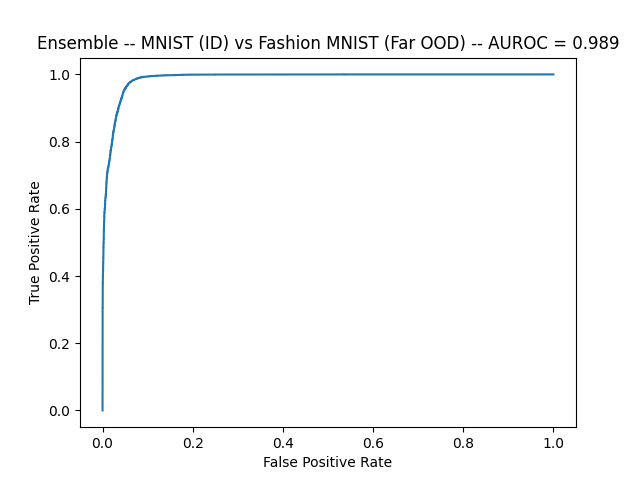 Ensemble -- MNIST (ID) vs Fashion MNIST (Far OOD) -- AUROC = 0.989
1.0
0.8
0.6
0.4
0.2
0.0
True Positive Rate
0.0 0.2 0.4 0.6 0.8 1.0
False Positive Rate